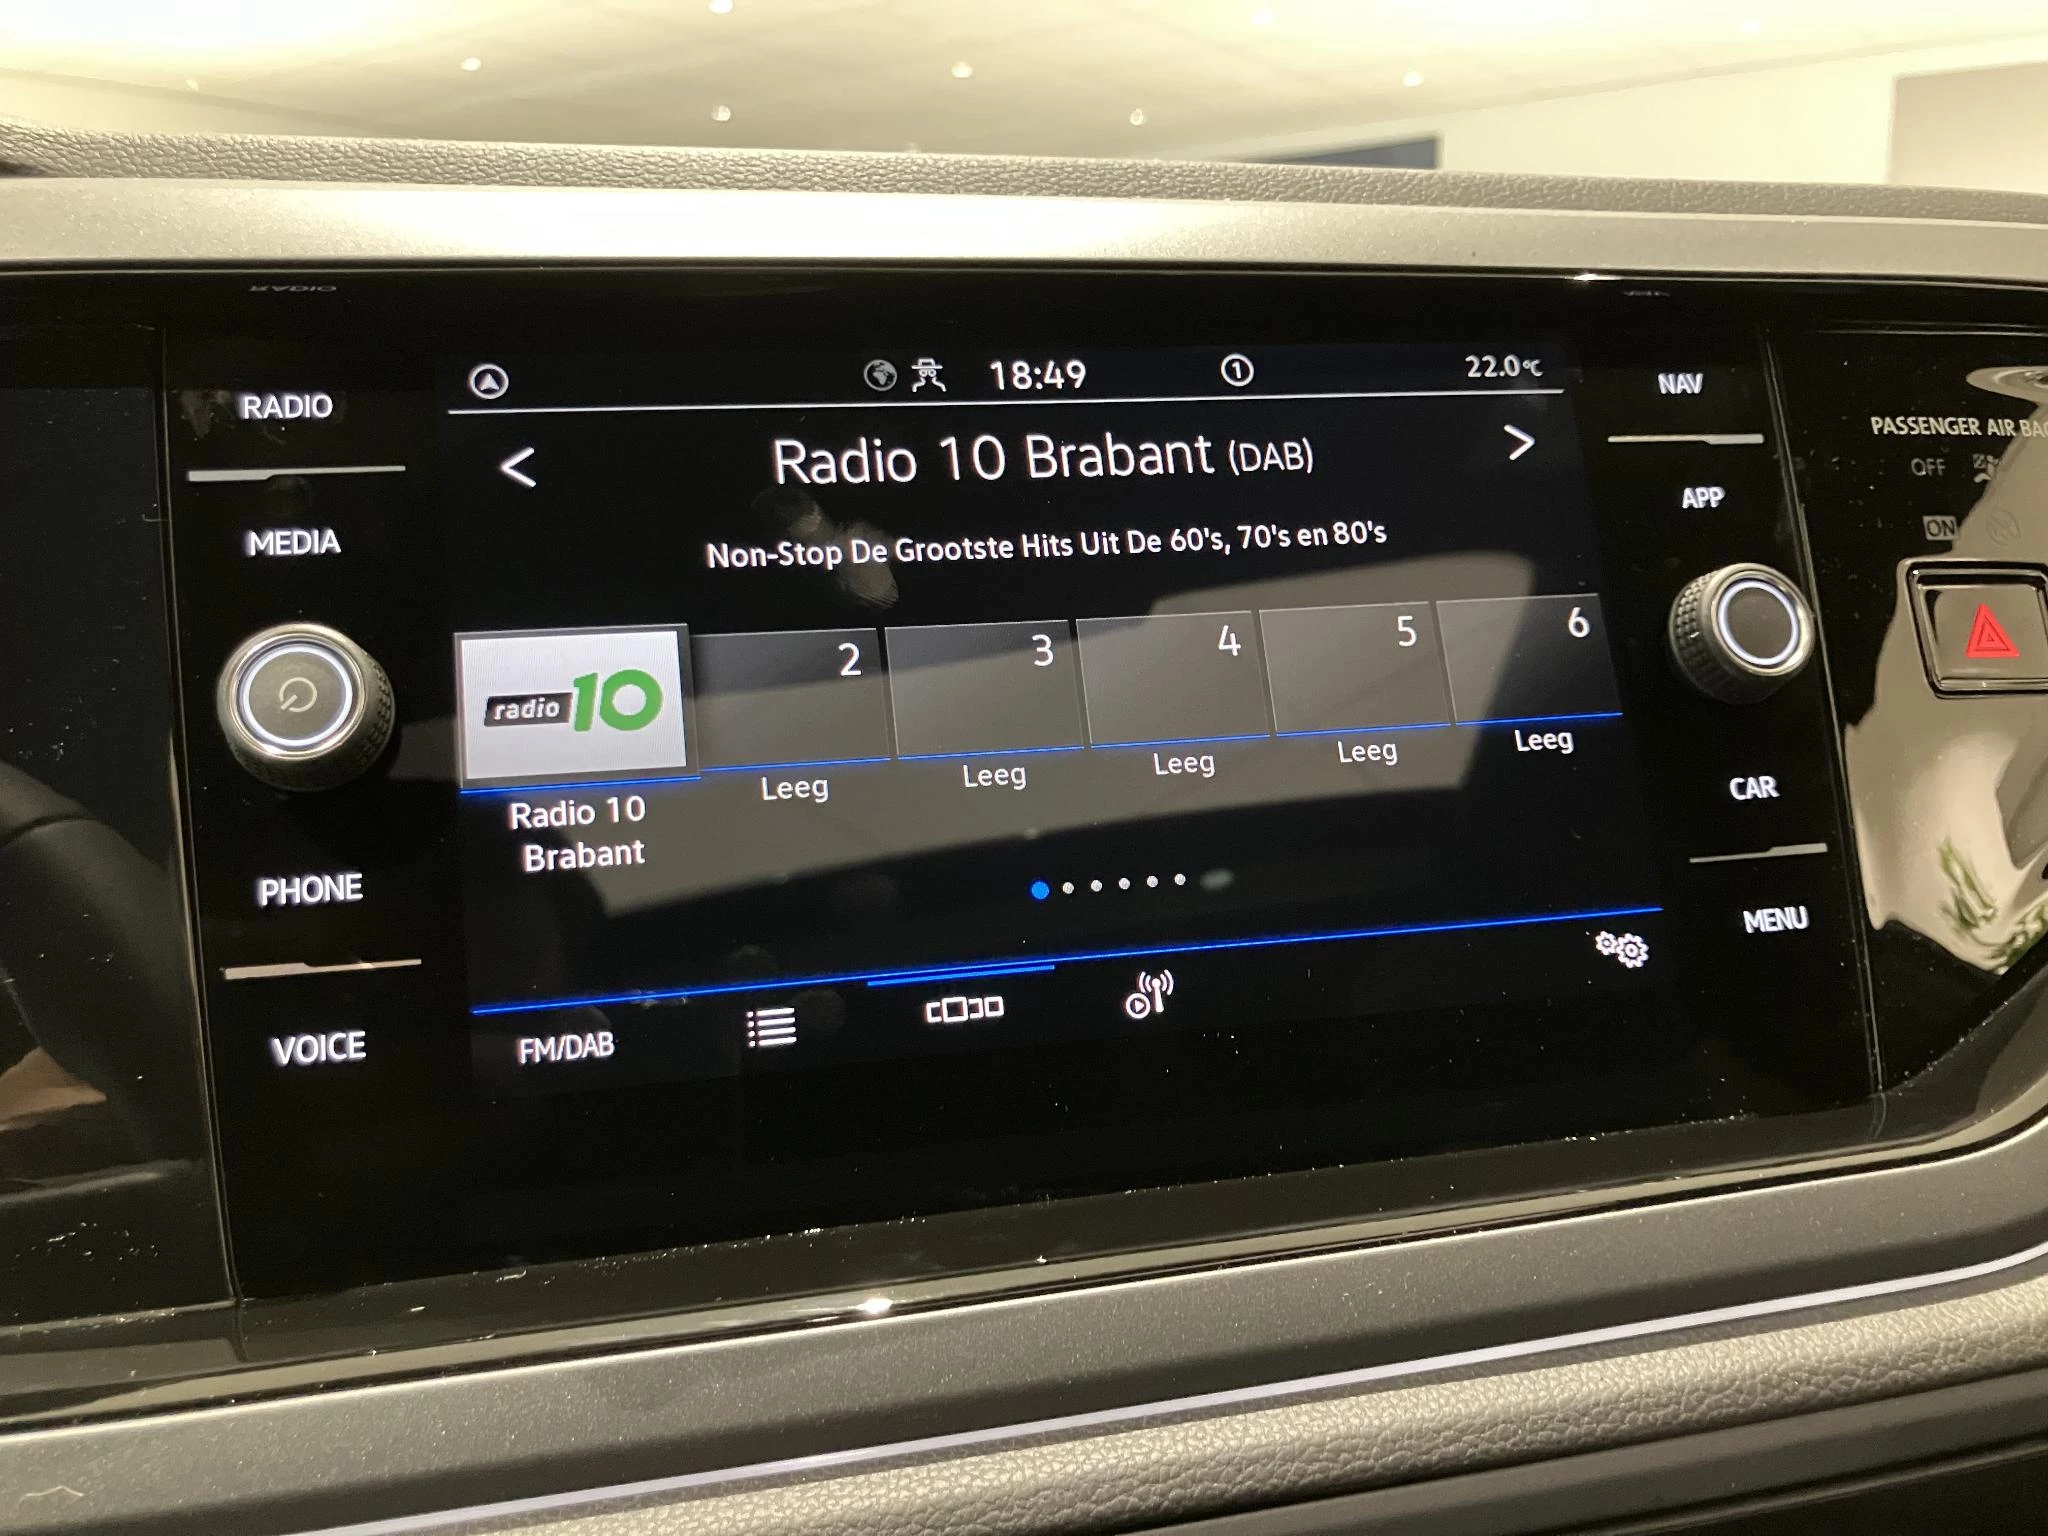 RADIO
MEDIA
PHONE
VOICE
18:49
1
22.0°C
Radio 10 Brabant (DAB)
Non-Stop De Grootste Hits Uit De 60's, 70's en 80's
radio 10
2
3
4
5
6
Radio 10
Brabant
Leeg
Leeg
Leeg
Leeg
Leeg
FM/DAB
NAV
APP
CAR
MENU
PASSENGER AIR BAG
OFF
ON